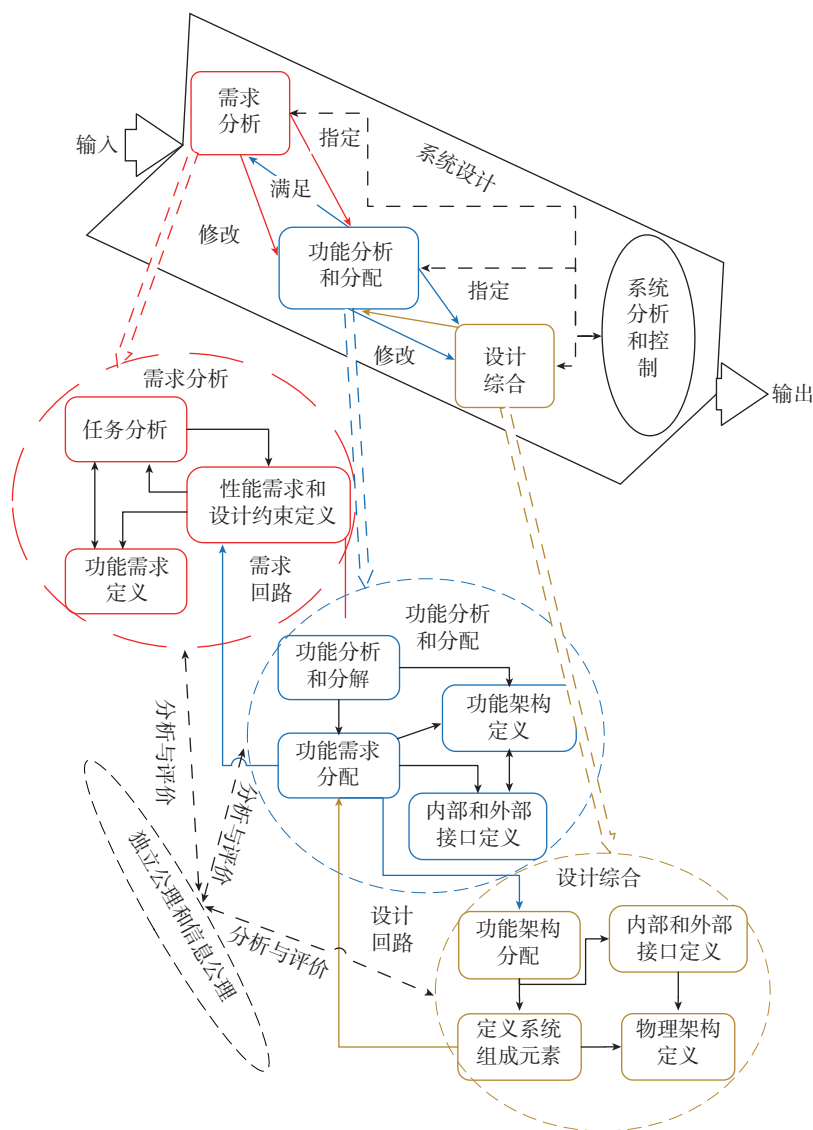 需求
分析
输入
指定
系统设计
满足
修改
功能分析
和分配
指定
系统
分析
和控
制
修改
设计
综合
输出
需求分析
任务分析
性能需求和
设计约束定义
功能需求
定义
需求
回路
功能分析
和分配
功能分析
和分解
功能架构
定义
功能需求
分配
内部和外部
接口定义
分析与评价
分析与评价
独立公理和信息公理
分析与评价
设计
回路
设计综合
功能架构
分配
内部和外部
接口定义
定义系统
组成元素
物理架构
定义